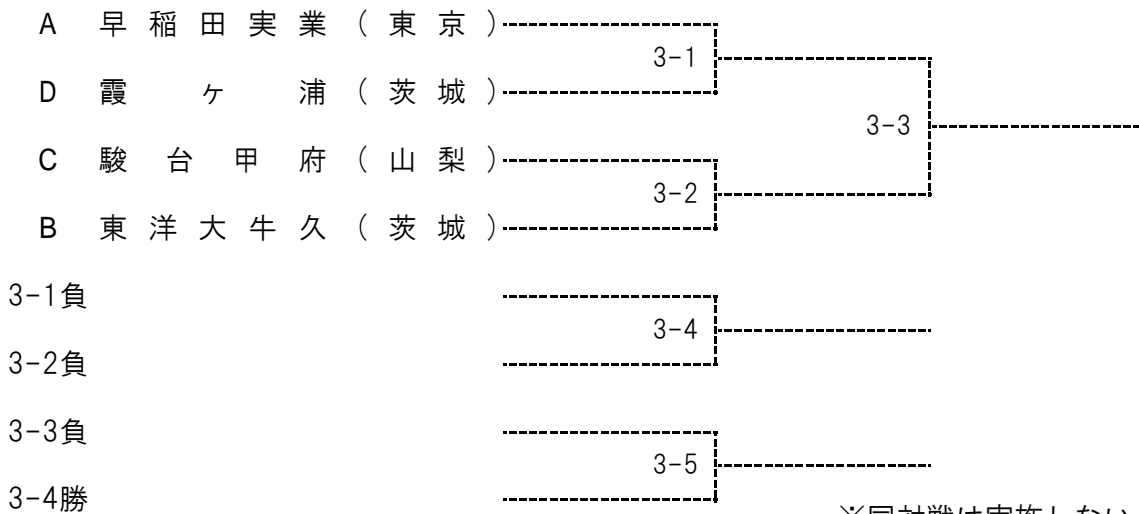 A 早稲田実業(東京)
3-1
D 霞ヶ浦(茨城)
3-3
C 駿台甲府(山梨)
3-2
B 東洋大牛久(茨城)
3-1負
3-4
3-2負
3-3負
3-5
3-4勝